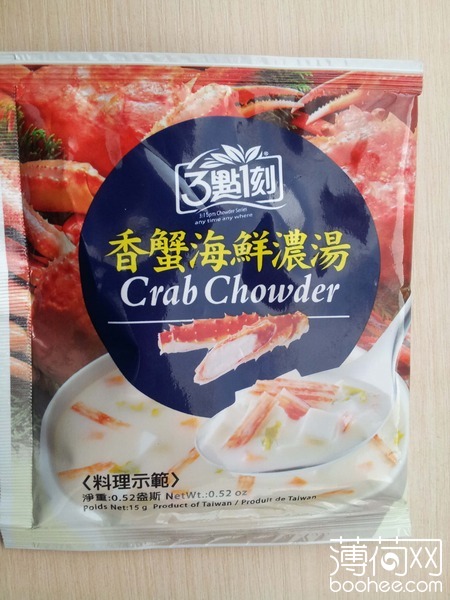 3點1刻®
3:15pm Chowder Series
any time any where
香蟹海鮮濃湯
Crab Chowder
〈料理示範〉
淨重:0.52盎斯 NetWt.:0.52 oz
Poids Net:15 g Product of Taiwan / Produit de Taiwan
薄荷网
boohee.com